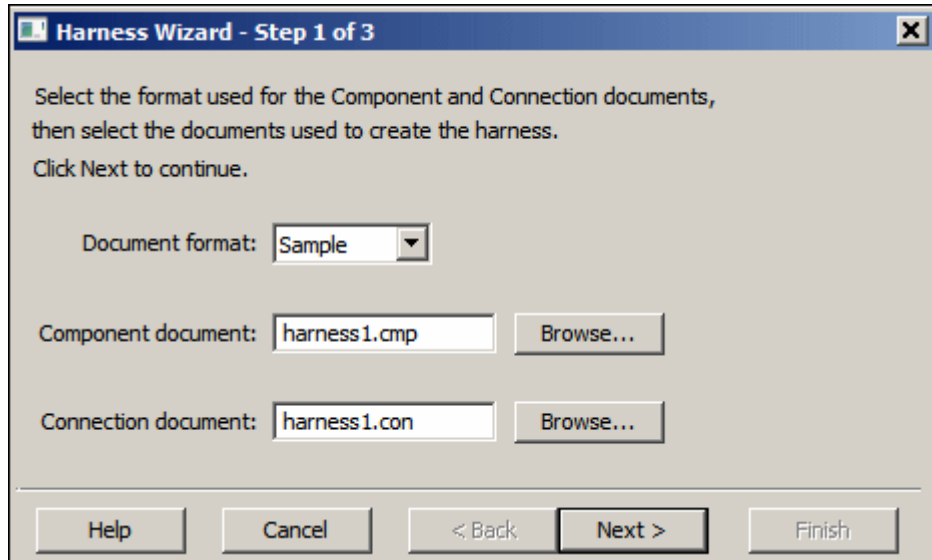 Harness Wizard - Step 1 of 3
Select the format used for the Component and Connection documents,
then select the documents used to create the harness.
Click Next to continue.
Document format: Sample
Component document: harness1.cmp Browse...
Connection document: harness1.con Browse...
Help Cancel < Back Next > Finish